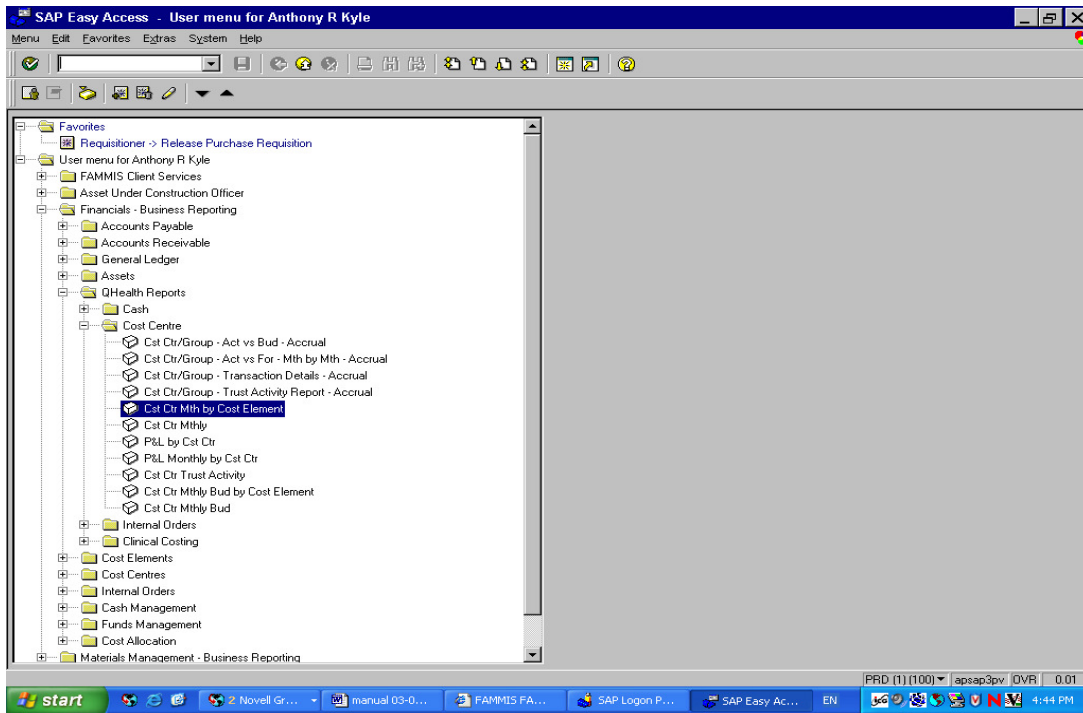 SAP Easy Access - User menu for Anthony R Kyle
Menu Edit Favorites Extras System Help
Favorites
Requisitioner -> Release Purchase Requisition
User menu for Anthony R Kyle
FAMMIS Client Services
Asset Under Construction Officer
Financials - Business Reporting
Accounts Payable
Accounts Receivable
General Ledger
Assets
QHealth Reports
Cash
Cost Centre
Cst Ctr/Group - Act vs Bud - Accrual
Cst Ctr/Group - Act vs For - Mth by Mth - Accrual
Cst Ctr/Group - Transaction Details - Accrual
Cst Ctr/Group - Trust Activity Report - Accrual
Cst Ctr Mth by Cost Element
Cst Ctr Mthly
P&L by Cst Ctr
P&L Monthly by Cst Ctr
Cst Ctr Trust Activity
Cst Ctr Mthly Bud by Cost Element
Cst Ctr Mthly Bud
Internal Orders
Clinical Costing
Cost Elements
Cost Centres
Internal Orders
Cash Management
Funds Management
Cost Allocation
Materials Management - Business Reporting
PRD (1) (100) apsap3pv OVR 0.01
start 2 Novell Gr... manual 03-0... FAMMIS FA... SAP Logon P... SAP Easy Ac... EN 4:44 PM